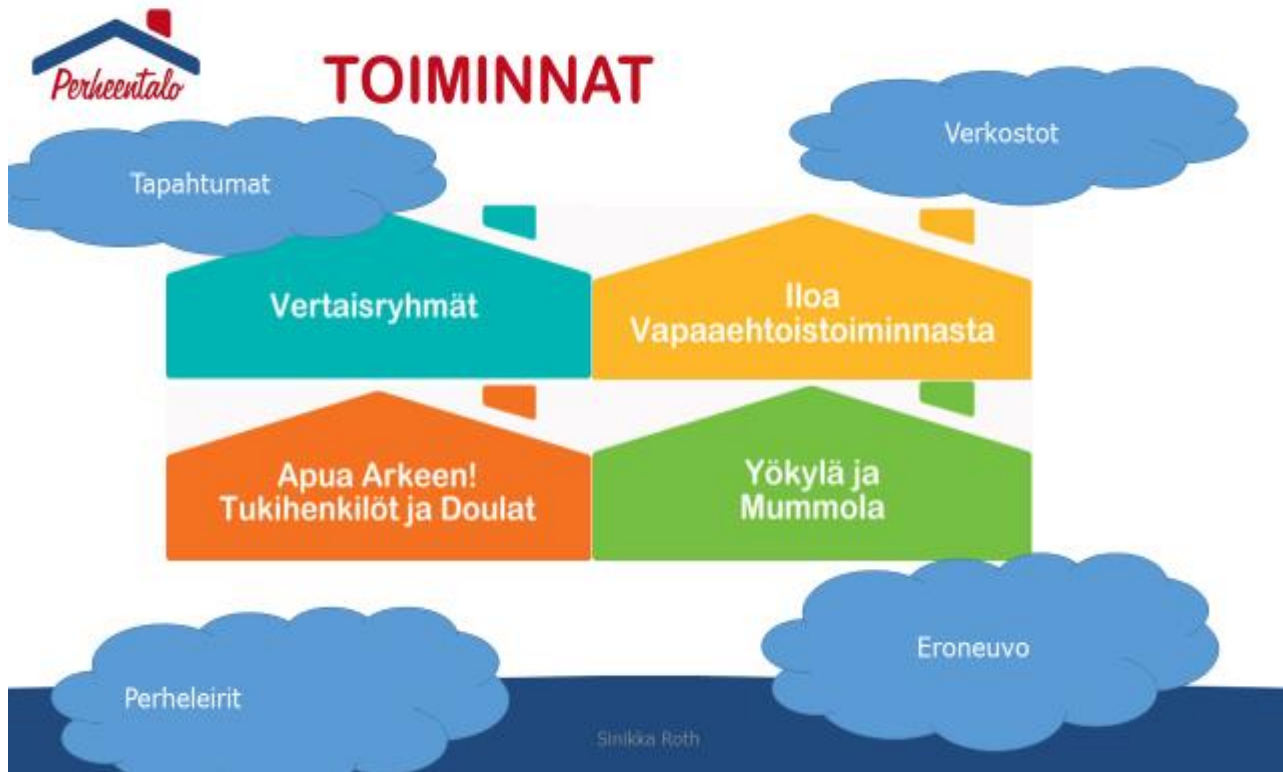 Perheentalo
TOIMINNAT
Verkostot
Tapahtumat
Vertaisryhmät
Iloa
Vapaaehtoistoiminnasta
Apua Arkeen!
Tukihenkilöt ja Doulat
Yökylä ja
Mummola
Eroneuvo
Perheleirit
Sinikka Roth